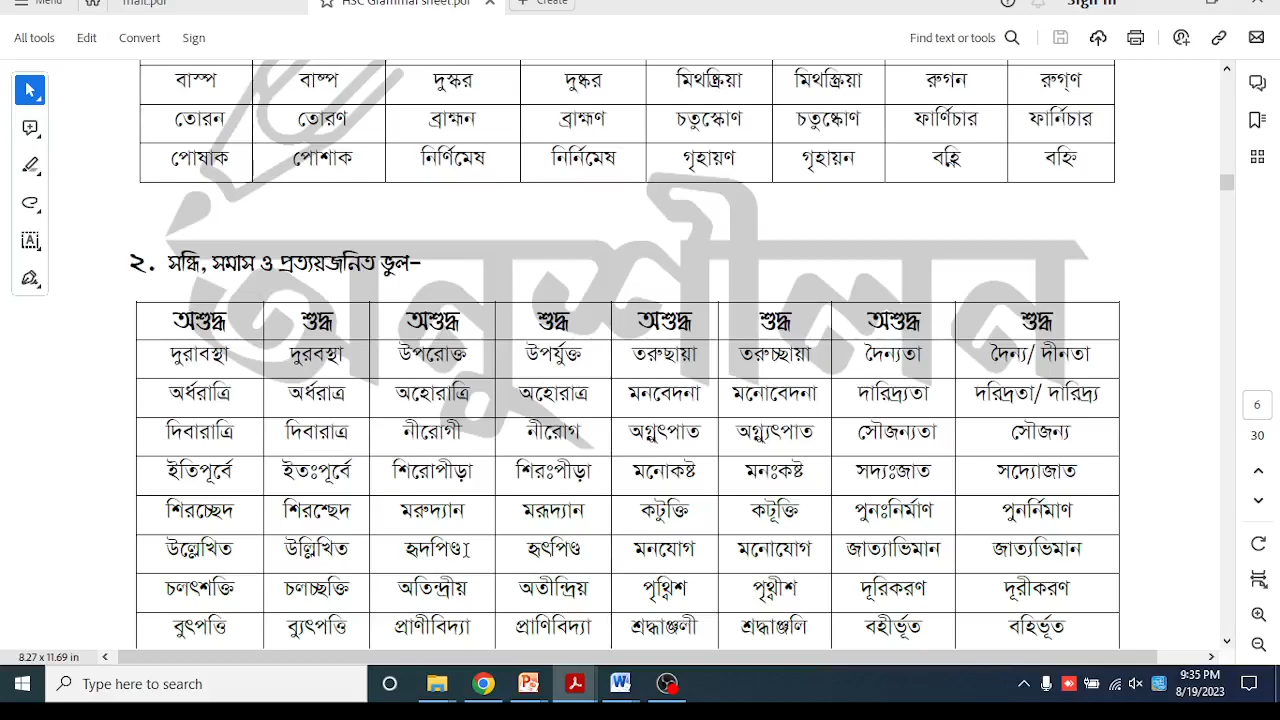 Menu mail.pdf HSC Grammar sheet.pdf × + Create Sign in
All tools Edit Convert Sign Find text or tools
বাস্প বাষ্প দুস্কর দুষ্কর মিথষ্ক্রিয়া মিথস্ক্রিয়া রুগন রুগ্‌ণ
তোরন তোরণ ব্রাহ্মন ব্রাহ্মণ চতুস্কোণ চতুষ্কোণ ফার্ণিচার ফার্নিচার
পোষাক পোশাক নির্ণিমেষ নির্নিমেষ গৃহায়ণ গৃহায়ন বহ্ণি বহ্নি
২. সন্ধি, সমাস ও প্রত্যয়জনিত ভুল-
অনুশীলন
অশুদ্ধ শুদ্ধ অশুদ্ধ শুদ্ধ অশুদ্ধ শুদ্ধ অশুদ্ধ শুদ্ধ
দুরাবস্থা দুরবস্থা উপরোক্ত উপর্যুক্ত তরুছায়া তরুচ্ছায়া দৈন্যতা দৈন্য/ দীনতা
অর্ধরাত্রি অর্ধরাত্র অহোরাত্রি অহোরাত্র মনবেদনা মনোবেদনা দারিদ্র্যতা দরিদ্রতা/ দারিদ্র্য
দিবারাত্রি দিবারাত্র নীরোগী নীরোগ অগ্নুৎপাত অগ্ন্যুৎপাত সৌজন্যতা সৌজন্য
ইতিপূর্বে ইতঃপূর্বে শিরোপীড়া শিরঃপীড়া মনোকষ্ট মনঃকষ্ট সদ্যঃজাত সদ্যোজাত
শিরচ্ছেদ শিরশ্ছেদ মরুদ্যান মরূদ্যান কটুক্তি কটূক্তি পুনঃনির্মাণ পুনর্নির্মাণ
উল্লেখিত উল্লিখিত হৃদপিণ্ড হৃৎপিণ্ড মনযোগ মনোযোগ জাত্যাভিমান জাত্যভিমান
চলৎশক্তি চলচ্ছক্তি অতিন্দ্রীয় অতীন্দ্রিয় পৃথ্বিশ পৃথ্বীশ দূরিকরণ দূরীকরণ
বুৎপত্তি ব্যুৎপত্তি প্রাণীবিদ্যা প্রাণিবিদ্যা শ্রদ্ধাঞ্জলী শ্রদ্ধাঞ্জলি বহীর্ভূত বহির্ভূত
6
30
8.27 x 11.69 in
Type here to search
9:35 PM
8/19/2023